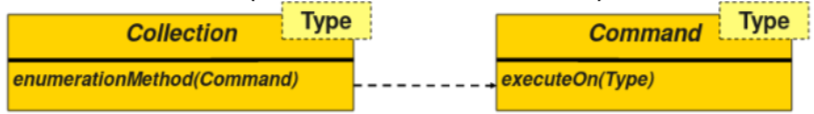 Type
Collection
enumerationMethod(Command)
Type
Command
executeOn(Type)